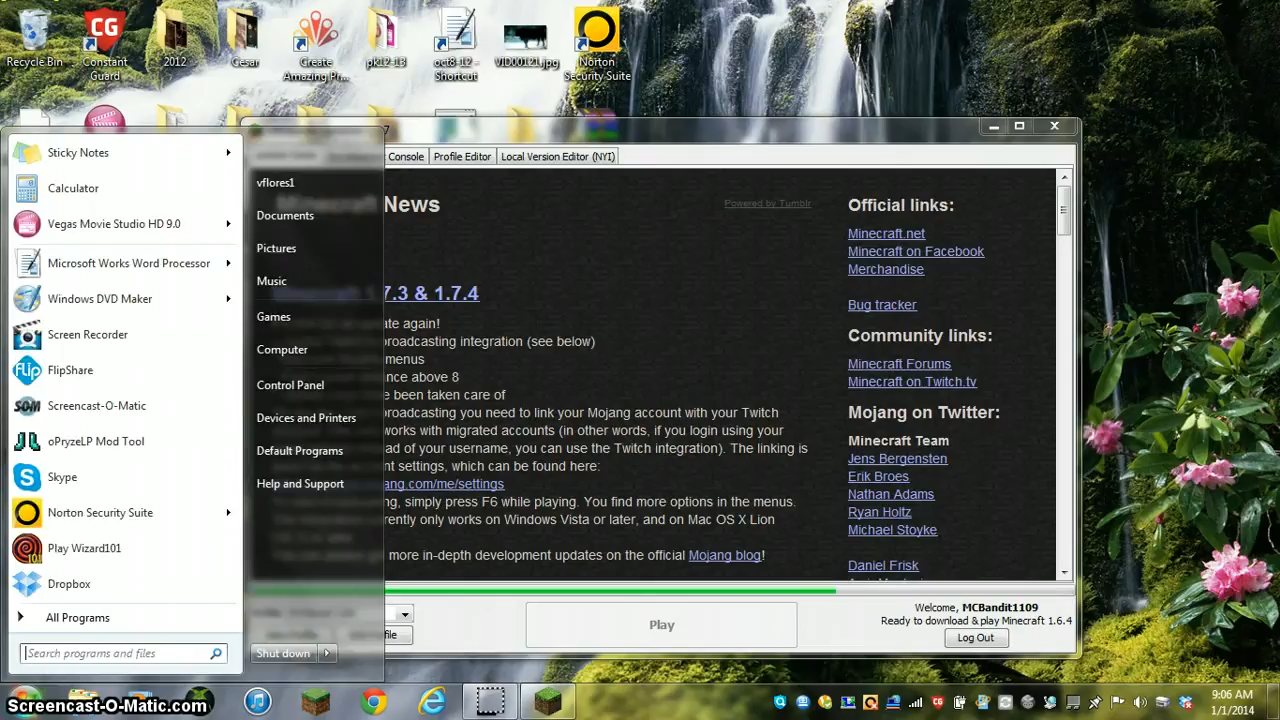 Recycle Bin
Constant
Guard
2012
Cesar
Create
Amazing Pr...
pk12-13
oct8-12 -
Shortcut
VID00121.jpg
Norton
Security Suite
Sticky Notes
Calculator
Vegas Movie Studio HD 9.0
Microsoft Works Word Processor
Windows DVD Maker
Screen Recorder
FlipShare
Screencast-O-Matic
oPryzeLP Mod Tool
Skype
Norton Security Suite
Play Wizard101
Dropbox
All Programs
Search programs and files
vflores1
Documents
Pictures
Music
Games
Computer
Control Panel
Devices and Printers
Default Programs
Help and Support
Shut down
Console
Profile Editor
Local Version Editor (NYI)
News
Powered by Tumblr
7.3 & 1.7.4
ate again!
oadcasting integration (see below)
menus
nce above 8
been taken care of
roadcasting you need to link your Mojang account with your Twitch
works with migrated accounts (in other words, if you login using your
ad of your username, you can use the Twitch integration). The linking is
nt settings, which can be found here:
ang.com/me/settings
ng, simply press F6 while playing. You find more options in the menus.
rently only works on Windows Vista or later, and on Mac OS X Lion
more in-depth development updates on the official Mojang blog!
Official links:
Minecraft.net
Minecraft on Facebook
Merchandise
Bug tracker
Community links:
Minecraft Forums
Minecraft on Twitch.tv
Mojang on Twitter:
Minecraft Team
Jens Bergensten
Erik Broes
Nathan Adams
Ryan Holtz
Michael Stoyke
Daniel Frisk
file
Play
Welcome, MCBandit1109
Ready to download & play Minecraft 1.6.4
Log Out
Screencast-O-Matic.com
9:06 AM
1/1/2014